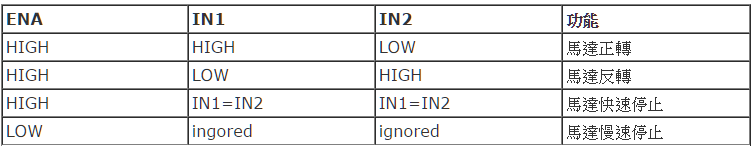 ENA IN1 IN2 功能
HIGH HIGH LOW 馬達正轉
HIGH LOW HIGH 馬達反轉
HIGH IN1=IN2 IN1=IN2 馬達快速停止
LOW ingored ignored 馬達慢速停止